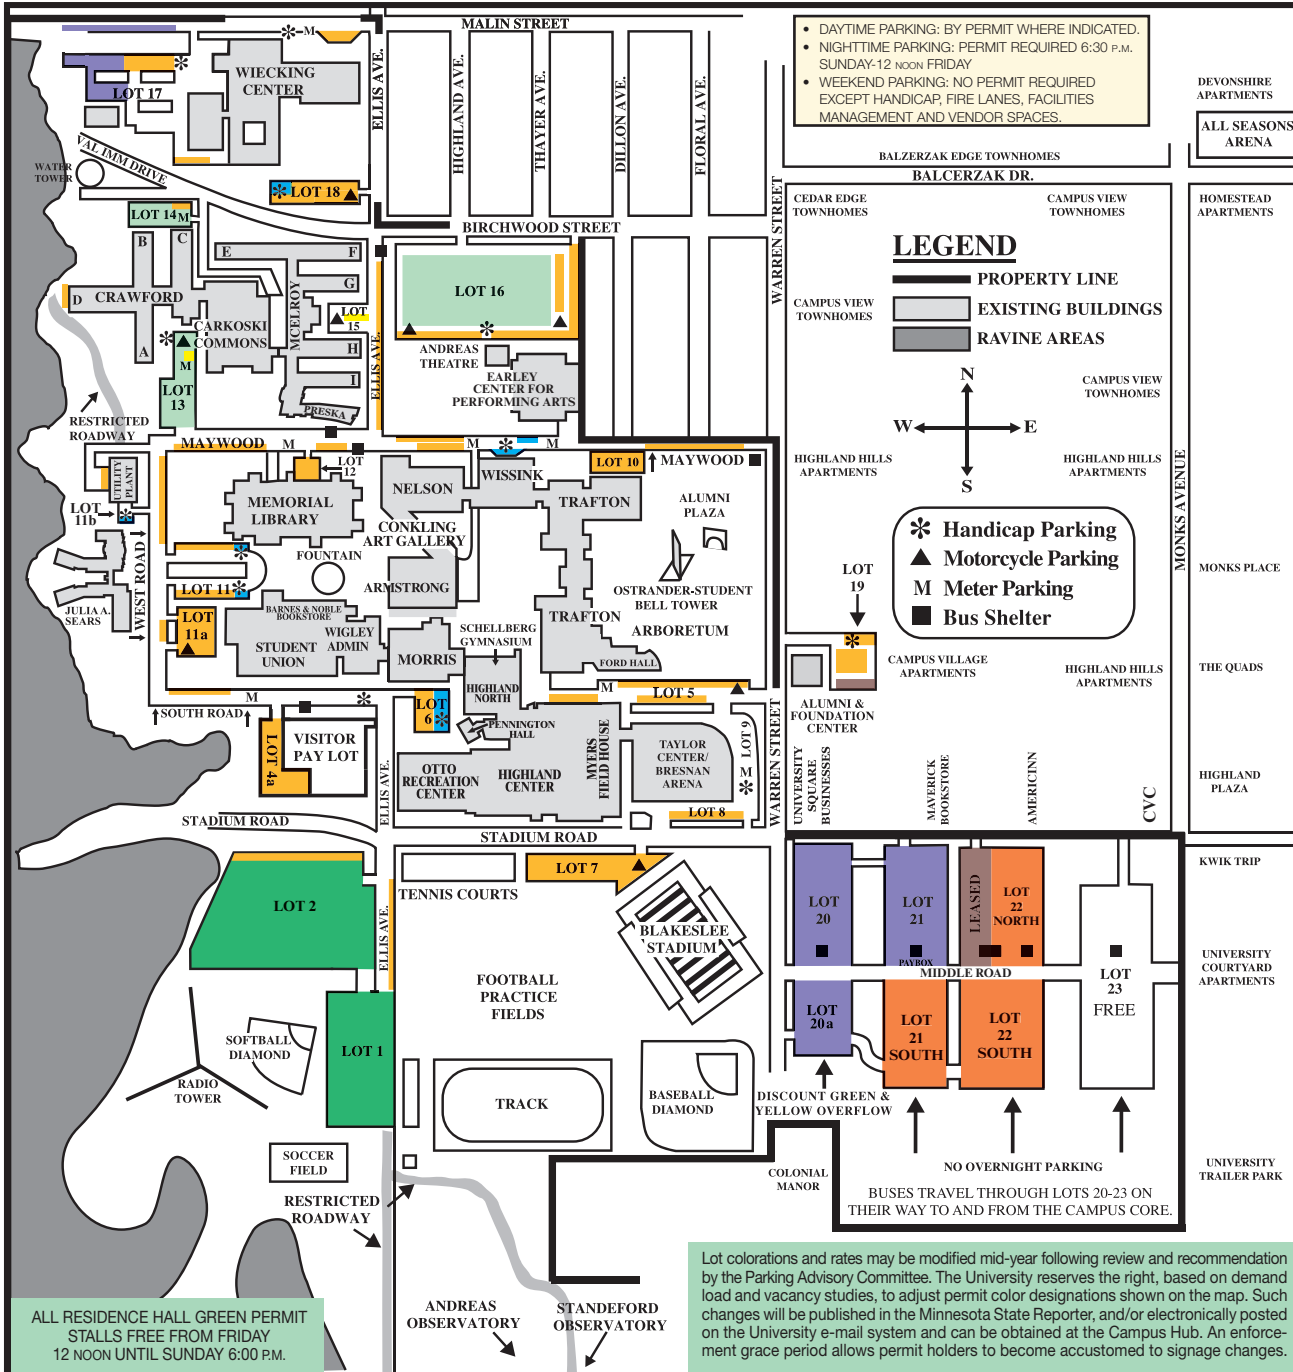 MALIN STREET
• DAYTIME PARKING: BY PERMIT WHERE INDICATED.
• NIGHTTIME PARKING: PERMIT REQUIRED 6:30 P.M.
SUNDAY-12 NOON FRIDAY
• WEEKEND PARKING: NO PERMIT REQUIRED
EXCEPT HANDICAP, FIRE LANES, FACILITIES
MANAGEMENT AND VENDOR SPACES.
DEVONSHIRE
APARTMENTS
ALL SEASONS
ARENA
M
WIECKING
CENTER
LOT 17
ELLIS AVE.
HIGHLAND AVE.
THAYER AVE.
DILLON AVE.
FLORAL AVE.
BALZERZAK EDGE TOWNHOMES
BALCERZAK DR.
VAL IMM DRIVE
WATER
TOWER
LOT 18
LOT 14
M
BIRCHWOOD STREET
WARREN STREET
CEDAR EDGE
TOWNHOMES
CAMPUS VIEW
TOWNHOMES
HOMESTEAD
APARTMENTS
LEGEND
PROPERTY LINE
EXISTING BUILDINGS
RAVINE AREAS
CAMPUS VIEW
TOWNHOMES
B
C
E
F
G
D
CRAWFORD
A
CARKOSKI
COMMONS
MCELROY
LOT
15
H
I
PRESKA
LOT 16
ELLIS AVE.
ANDREAS
THEATRE
EARLEY
CENTER FOR
PERFORMING ARTS
M
LOT
13
N
W
E
S
CAMPUS VIEW
TOWNHOMES
RESTRICTED
ROADWAY
MAYWOOD
M
M
M
LOT
12
LOT 10
MAYWOOD
HIGHLAND HILLS
APARTMENTS
HIGHLAND HILLS
APARTMENTS
MONKS AVENUE
UTILITY
PLANT
LOT
11b
MEMORIAL
LIBRARY
NELSON
WISSINK
TRAFTON
CONKLING
ART GALLERY
ALUMNI
PLAZA
Handicap Parking
Motorcycle Parking
M Meter Parking
Bus Shelter
FOUNTAIN
ARMSTRONG
OSTRANDER-STUDENT
BELL TOWER
ARBORETUM
TRAFTON
LOT
19
MONKS PLACE
WEST ROAD
JULIA A.
SEARS
LOT 11
LOT
11a
BARNES & NOBLE
BOOKSTORE
STUDENT
UNION
WIGLEY
ADMIN
MORRIS
SCHELLBERG
GYMNASIUM
FORD HALL
CAMPUS VILLAGE
APARTMENTS
HIGHLAND HILLS
APARTMENTS
THE QUADS
M
SOUTH ROAD
LOT
6
HIGHLAND
NORTH
PENNINGTON
HALL
M
LOT 5
LOT 9
M
ALUMNI &
FOUNDATION
CENTER
LOT 4a
VISITOR
PAY LOT
ELLIS AVE.
OTTO
RECREATION
CENTER
HIGHLAND
CENTER
MYERS
FIELD HOUSE
TAYLOR
CENTER/
BRESNAN
ARENA
LOT 8
WARREN STREET
UNIVERSITY
SQUARE
BUSINESSES
MAVERICK
BOOKSTORE
AMERICINN
CVC
HIGHLAND
PLAZA
STADIUM ROAD
STADIUM ROAD
KWIK TRIP
LOT 2
ELLIS AVE.
TENNIS COURTS
LOT 7
BLAKESLEE
STADIUM
LOT
20
LOT
21
PAYBOX
LEASED
LOT
22
NORTH
MIDDLE ROAD
LOT
23
FREE
UNIVERSITY
COURTYARD
APARTMENTS
FOOTBALL
PRACTICE
FIELDS
LOT
20a
LOT
21
SOUTH
LOT
22
SOUTH
SOFTBALL
DIAMOND
LOT 1
RADIO
TOWER
TRACK
BASEBALL
DIAMOND
DISCOUNT GREEN &
YELLOW OVERFLOW
SOCCER
FIELD
RESTRICTED
ROADWAY
COLONIAL
MANOR
NO OVERNIGHT PARKING
BUSES TRAVEL THROUGH LOTS 20-23 ON
THEIR WAY TO AND FROM THE CAMPUS CORE.
UNIVERSITY
TRAILER PARK
ALL RESIDENCE HALL GREEN PERMIT
STALLS FREE FROM FRIDAY
12 NOON UNTIL SUNDAY 6:00 P.M.
ANDREAS
OBSERVATORY
STANDEFORD
OBSERVATORY
Lot colorations and rates may be modified mid-year following review and recommendation
by the Parking Advisory Committee. The University reserves the right, based on demand
load and vacancy studies, to adjust permit color designations shown on the map. Such
changes will be published in the Minnesota State Reporter, and/or electronically posted
on the University e-mail system and can be obtained at the Campus Hub. An enforce-
ment grace period allows permit holders to become accustomed to signage changes.